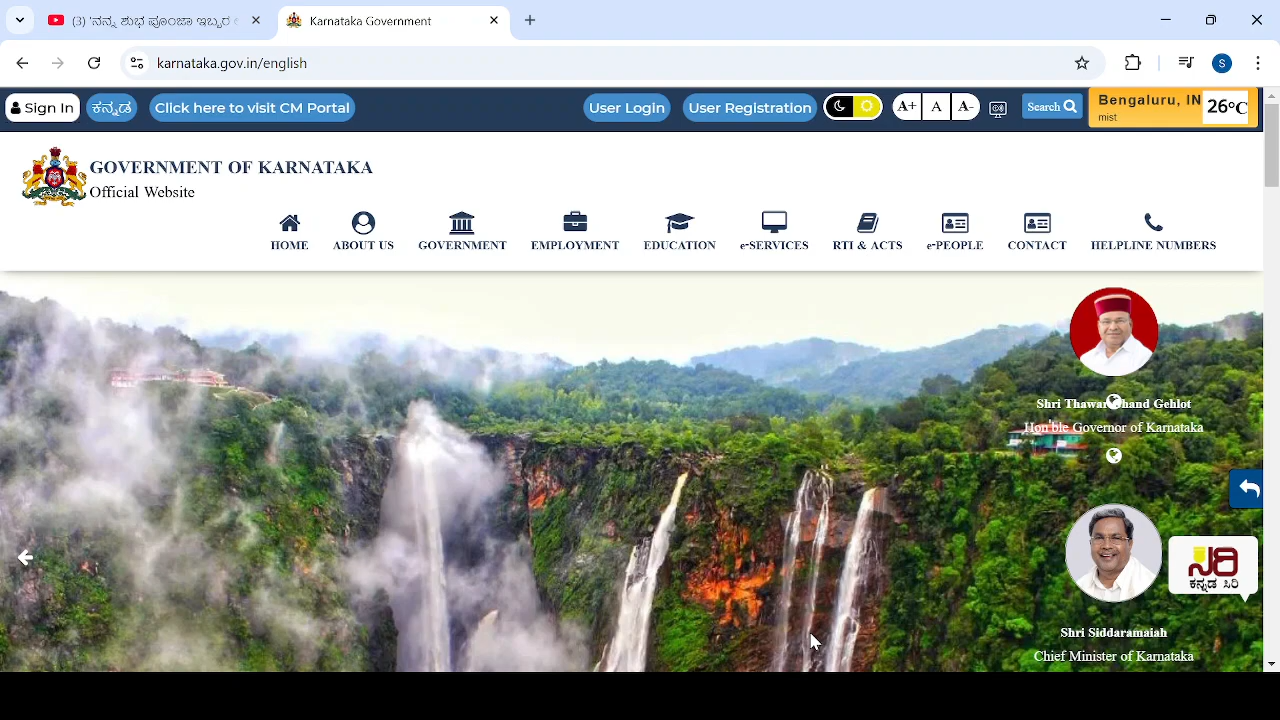 (3) 'ನನ್ನ ಶುಭ ಪೂಂಜಾ ಇಬ್ಬರ
Karnataka Government
karnataka.gov.in/english
S
Sign In
ಕನ್ನಡ
Click here to visit CM Portal
User Login
User Registration
A+
A
A-
Search
Bengaluru, IN
mist
26°C
GOVERNMENT OF KARNATAKA
Official Website
HOME
ABOUT US
GOVERNMENT
EMPLOYMENT
EDUCATION
e-SERVICES
RTI & ACTS
e-PEOPLE
CONTACT
HELPLINE NUMBERS
Shri Thawar Chand Gehlot
Hon'ble Governor of Karnataka
ಕನ್ನಡ ಸಿರಿ
Shri Siddaramaiah
Chief Minister of Karnataka